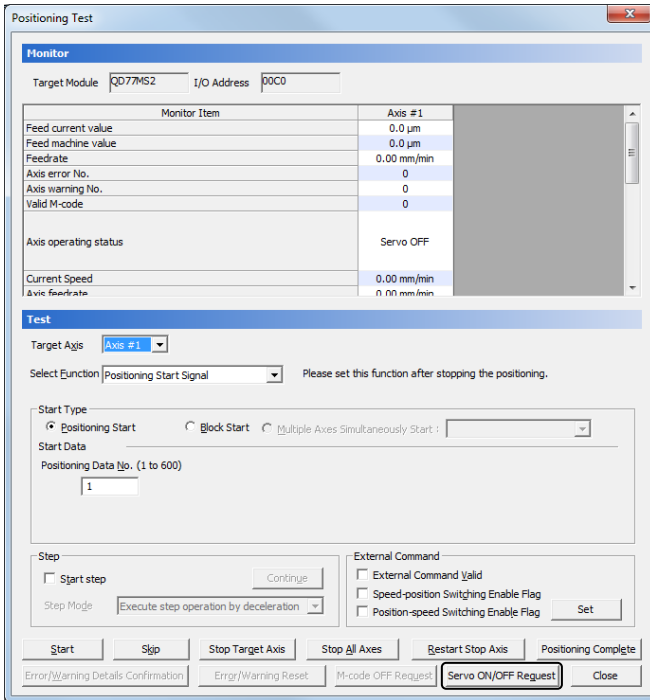 Positioning Test
Monitor
Target Module QD77MS2 I/O Address 00C0
Monitor Item Axis #1
Feed current value 0.0 µm
Feed machine value 0.0 µm
Feedrate 0.00 mm/min
Axis error No. 0
Axis warning No. 0
Valid M-code 0
Axis operating status Servo OFF
Current Speed 0.00 mm/min
Axis feedrate 0.00 mm/min
Test
Target Axis Axis #1
Select Function Positioning Start Signal Please set this function after stopping the positioning.
Start Type
Positioning Start Block Start Multiple Axes Simultaneously Start :
Start Data
Positioning Data No. (1 to 600)
1
Step External Command
Start step Continue External Command Valid
Speed-position Switching Enable Flag
Step Mode Execute step operation by deceleration Position-speed Switching Enable Flag Set
Start Skip Stop Target Axis Stop All Axes Restart Stop Axis Positioning Complete
Error/Warning Details Confirmation Error/Warning Reset M-code OFF Request Servo ON/OFF Request Close